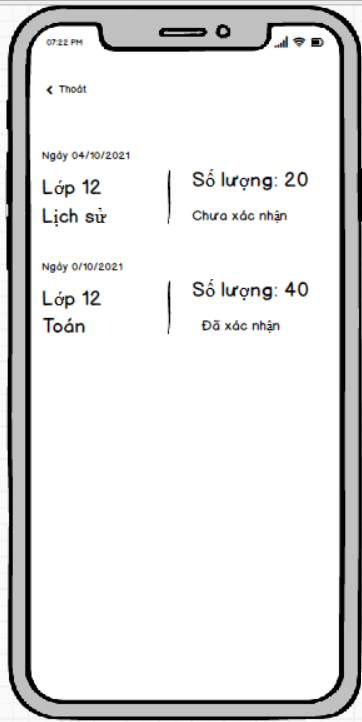 07:22 PM
< Thoát
Ngày 04/10/2021
Lớp 12
Lịch sử
Số lượng: 20
Chưa xác nhận
Ngày 0/10/2021
Lớp 12
Toán
Số lượng: 40
Đã xác nhận